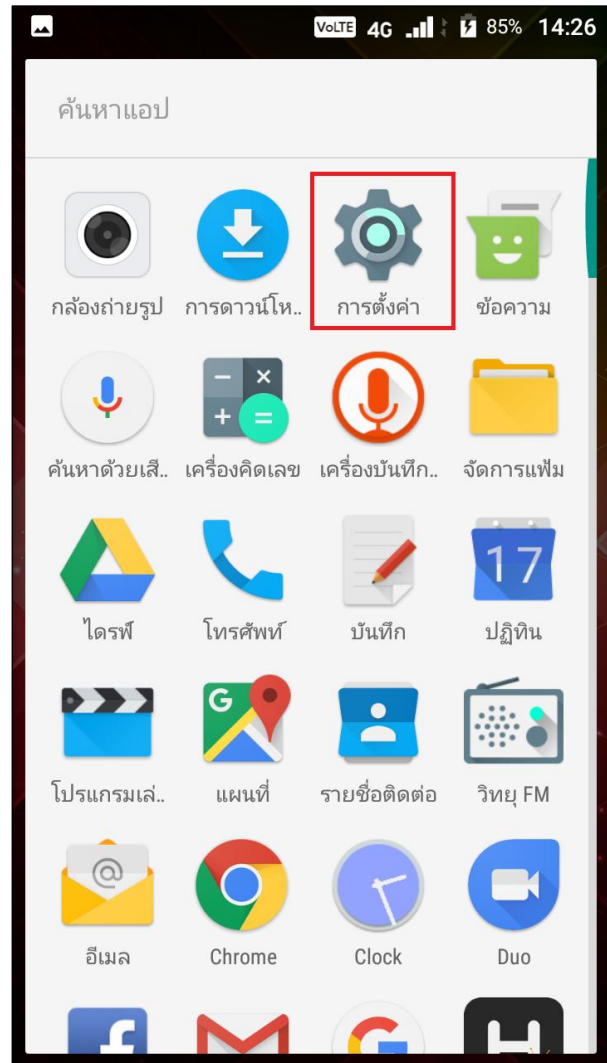 VoLTE 4G 85% 14:26
ค้นหาแอป
กล้องถ่ายรูป การดาวน์โห.. การตั้งค่า ข้อความ
ค้นหาด้วยเสี.. เครื่องคิดเลข เครื่องบันทึก.. จัดการแฟ้ม
17
ไดรฟ์ โทรศัพท์ บันทึก ปฏิทิน
G
โปรแกรมเล่.. แผนที่ รายชื่อติดต่อ วิทยุ FM
@
อีเมล Chrome Clock Duo